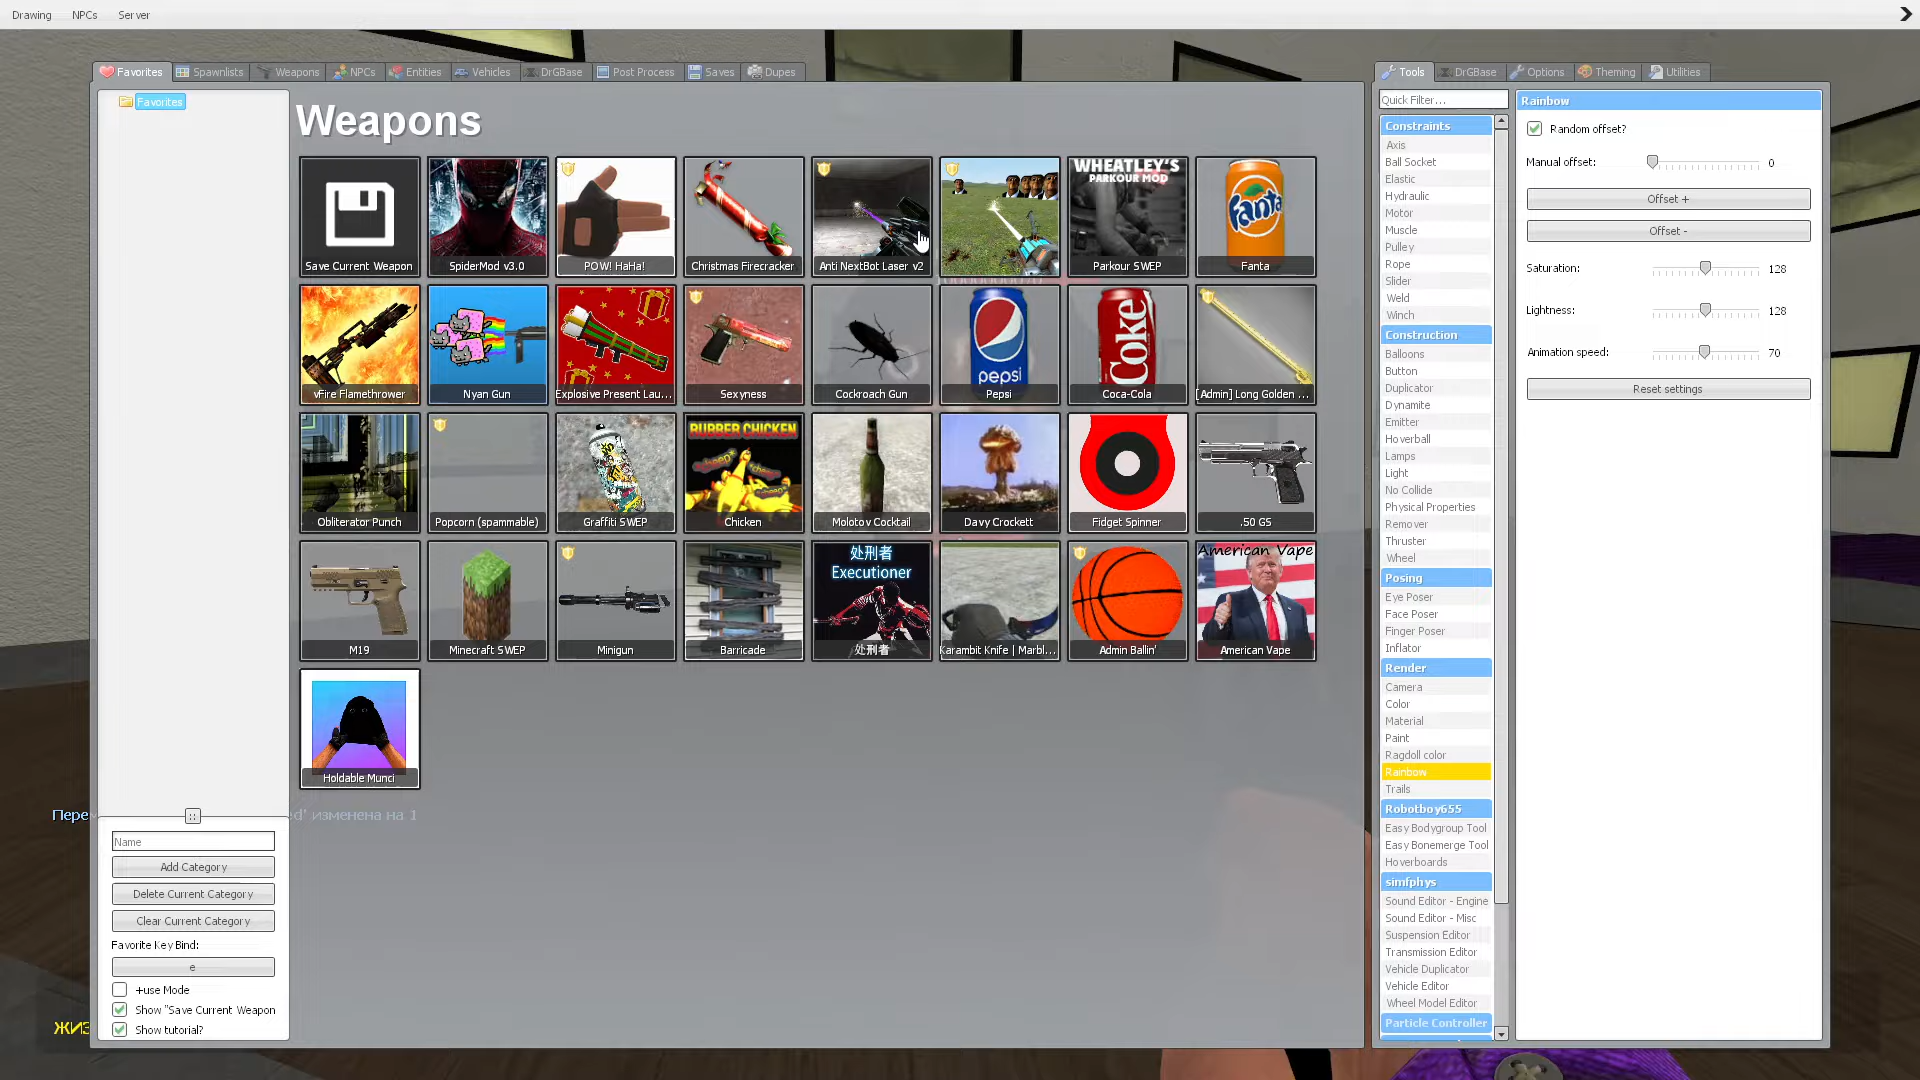 Drawing NPCs Server
Favorites Spawnlists Weapons NPCs Entities Vehicles DrGBase Post Process Saves Dupes
Favorites
Weapons
Save Current Weapon
SpiderMod v3.0
POW! HaHa!
Christmas Firecracker
Anti NextBot Laser v2
WHEATLEY'S
PARKOUR MOD
Parkour SWEP
Fanta
Fanta
vFire Flamethrower
Nyan Gun
Explosive Present Lau...
Sexyness
Cockroach Gun
pepsi
Pepsi
Coke
Coca-Cola
[Admin] Long Golden ...
Obliterator Punch
Popcorn (spammable)
Graffiti SWEP
RUBBER CHICKEN
Chicken
Molotov Cocktail
Davy Crockett
Fidget Spinner
.50 GS
M19
Minecraft SWEP
Minigun
Barricade
处刑者
Executioner
处刑者
Karambit Knife | Marbl...
Admin Ballin'
American Vape
American Vape
Holdable Munci
Пере
d' изменена на 1
Name
Add Category
Delete Current Category
Clear Current Category
Favorite Key Bind:
e
+use Mode
Show "Save Current Weapon
Show tutorial?
ЖИЗ
Tools DrGBase Options Theming Utilities
Quick Filter...
Constraints
Axis
Ball Socket
Elastic
Hydraulic
Motor
Muscle
Pulley
Rope
Slider
Weld
Winch
Construction
Balloons
Button
Duplicator
Dynamite
Emitter
Hoverball
Lamps
Light
No Collide
Physical Properties
Remover
Thruster
Wheel
Posing
Eye Poser
Face Poser
Finger Poser
Inflator
Render
Camera
Color
Material
Paint
Ragdoll color
Rainbow
Trails
Robotboy655
Easy Bodygroup Tool
Easy Bonemerge Tool
Hoverboards
simfphys
Sound Editor - Engine
Sound Editor - Misc
Suspension Editor
Transmission Editor
Vehicle Duplicator
Vehicle Editor
Wheel Model Editor
Particle Controller
Rainbow
Random offset?
Manual offset: 0
Offset +
Offset -
Saturation: 128
Lightness: 128
Animation speed: 70
Reset settings